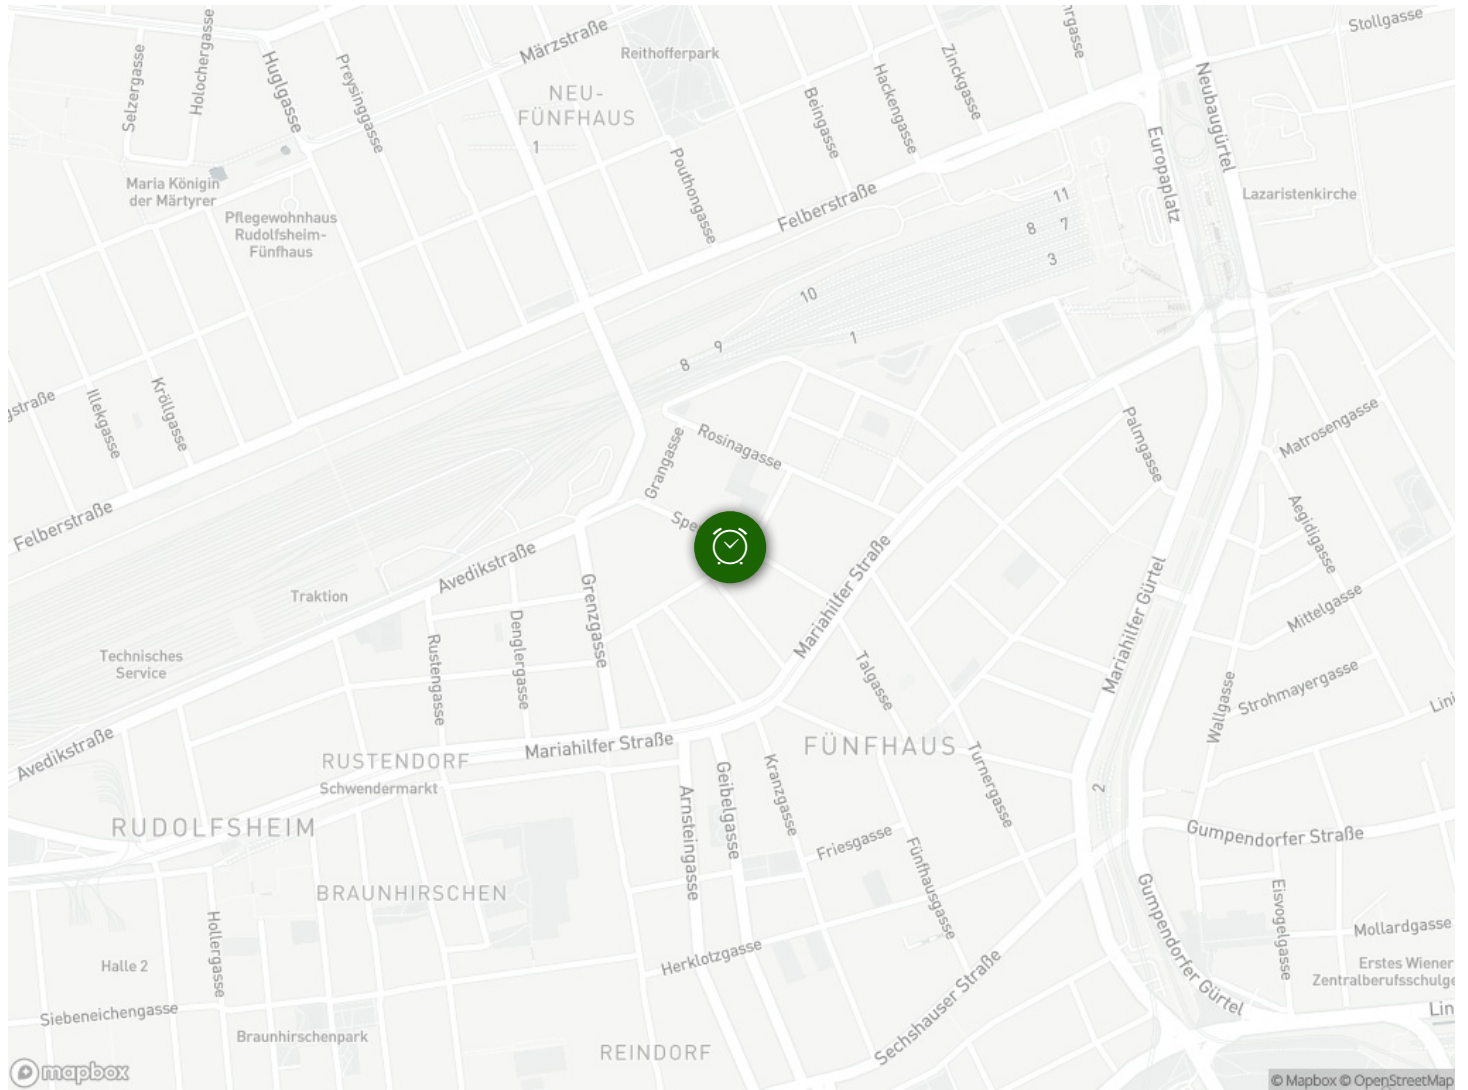 Stollgasse
Märzstraße
Reithofferpark
Zinckgasse
Holochergasse
Selzergasse
Huglgasse
Preysinggasse
Hackengasse
Beingasse
Neubaugürtel
NEU-
FÜNFHAUS
1
Europaplatz
Pouthongasse
Maria Königin
der Märtyrer
Lazaristenkirche
Felberstraße
11
8
7
3
Pflegewohnhaus
Rudolfsheim-
Fünfhaus
10
9
1
8
Illekgasse
Kröllgasse
Palmgasse
Matrosengasse
Rosinagasse
Grangasse
Felberstraße
Aegidigasse
Avedikstraße
Mariahilfer Straße
Mariahilfer Gürtel
Mittelgasse
Traktion
Grenzgasse
Denglergasse
Rustengasse
Technisches
Service
Talgasse
Wallgasse
Strohmayergasse
Avedikstraße
Mariahilfer Straße
FÜNFHAUS
RUSTENDORF
Schwendermarkt
Turnergasse
Kranzgasse
Geibelgasse
Arnsteingasse
2
RUDOLFSHEIM
Gumpendorfer Straße
Friesgasse
Fünfhausgasse
BRAUNHIRSCHEN
Eisvogelgasse
Gumpendorfer Gürtel
Mollardgasse
Hollergasse
Herklotzgasse
Halle 2
Erstes Wiener
Zentralberufsschulge
Sechshauser Straße
Siebeneichengasse
Braunhirschenpark
REINDORF
mapbox
© Mapbox © OpenStreetMap